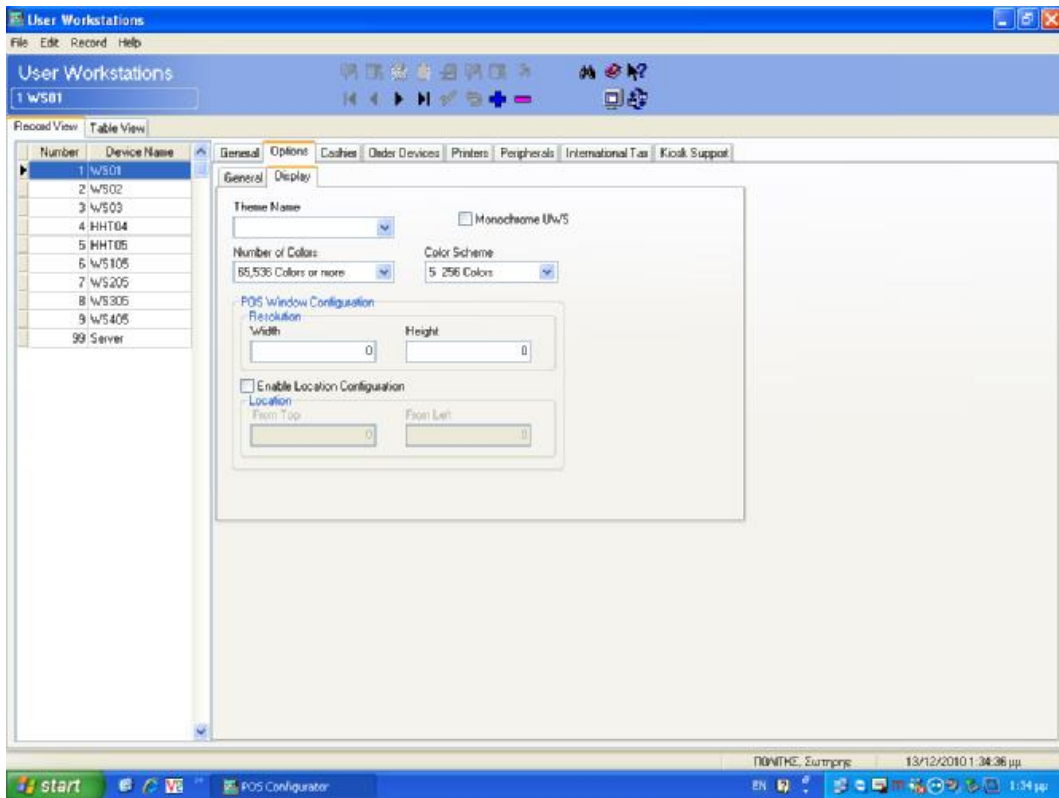 User Workstations
File Edit Record Help
User Workstations
1 WS01
Record View Table View
Number Device Name
1 WS01
2 WS02
3 WS03
4 HHT04
5 HHT05
6 WS105
7 WS205
8 WS305
9 WS405
99 Server
General Options Cashier Order Devices Printers Peripherals International Tax Kiosk Support
General Display
Theme Name
Monochrome UWS
Number of Colors Color Scheme
65,536 Colors or more 5 256 Colors
POS Window Configuration
Resolution
Width Height
0 0
Enable Location Configuration
Location
From Top From Left
0 0
ΠΟΛΙΤΗΣ, Σωτηρης 13/12/2010 1:34:36 μμ
start POS Configurator EN 1:34 μμ